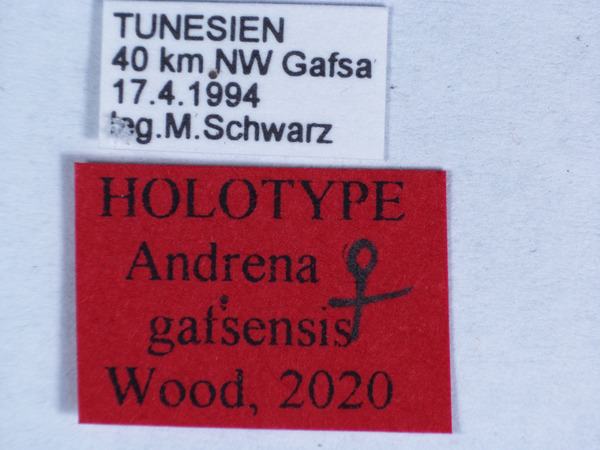 TUNESIEN
40 km NW Gafsa
17.4.1994
leg.M.Schwarz
HOLOTYPE
Andrena ♀
gafsensis
Wood, 2020